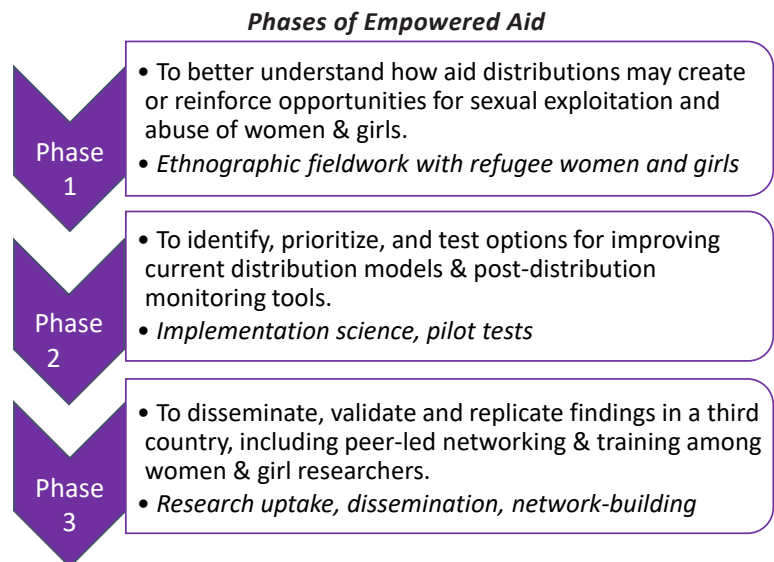 Phases of Empowered Aid
Phase
1
• To better understand how aid distributions may create
or reinforce opportunities for sexual exploitation and
abuse of women & girls.
• Ethnographic fieldwork with refugee women and girls
Phase
2
• To identify, prioritize, and test options for improving
current distribution models & post-distribution
monitoring tools.
• Implementation science, pilot tests
Phase
3
• To disseminate, validate and replicate findings in a third
country, including peer-led networking & training among
women & girl researchers.
• Research uptake, dissemination, network-building